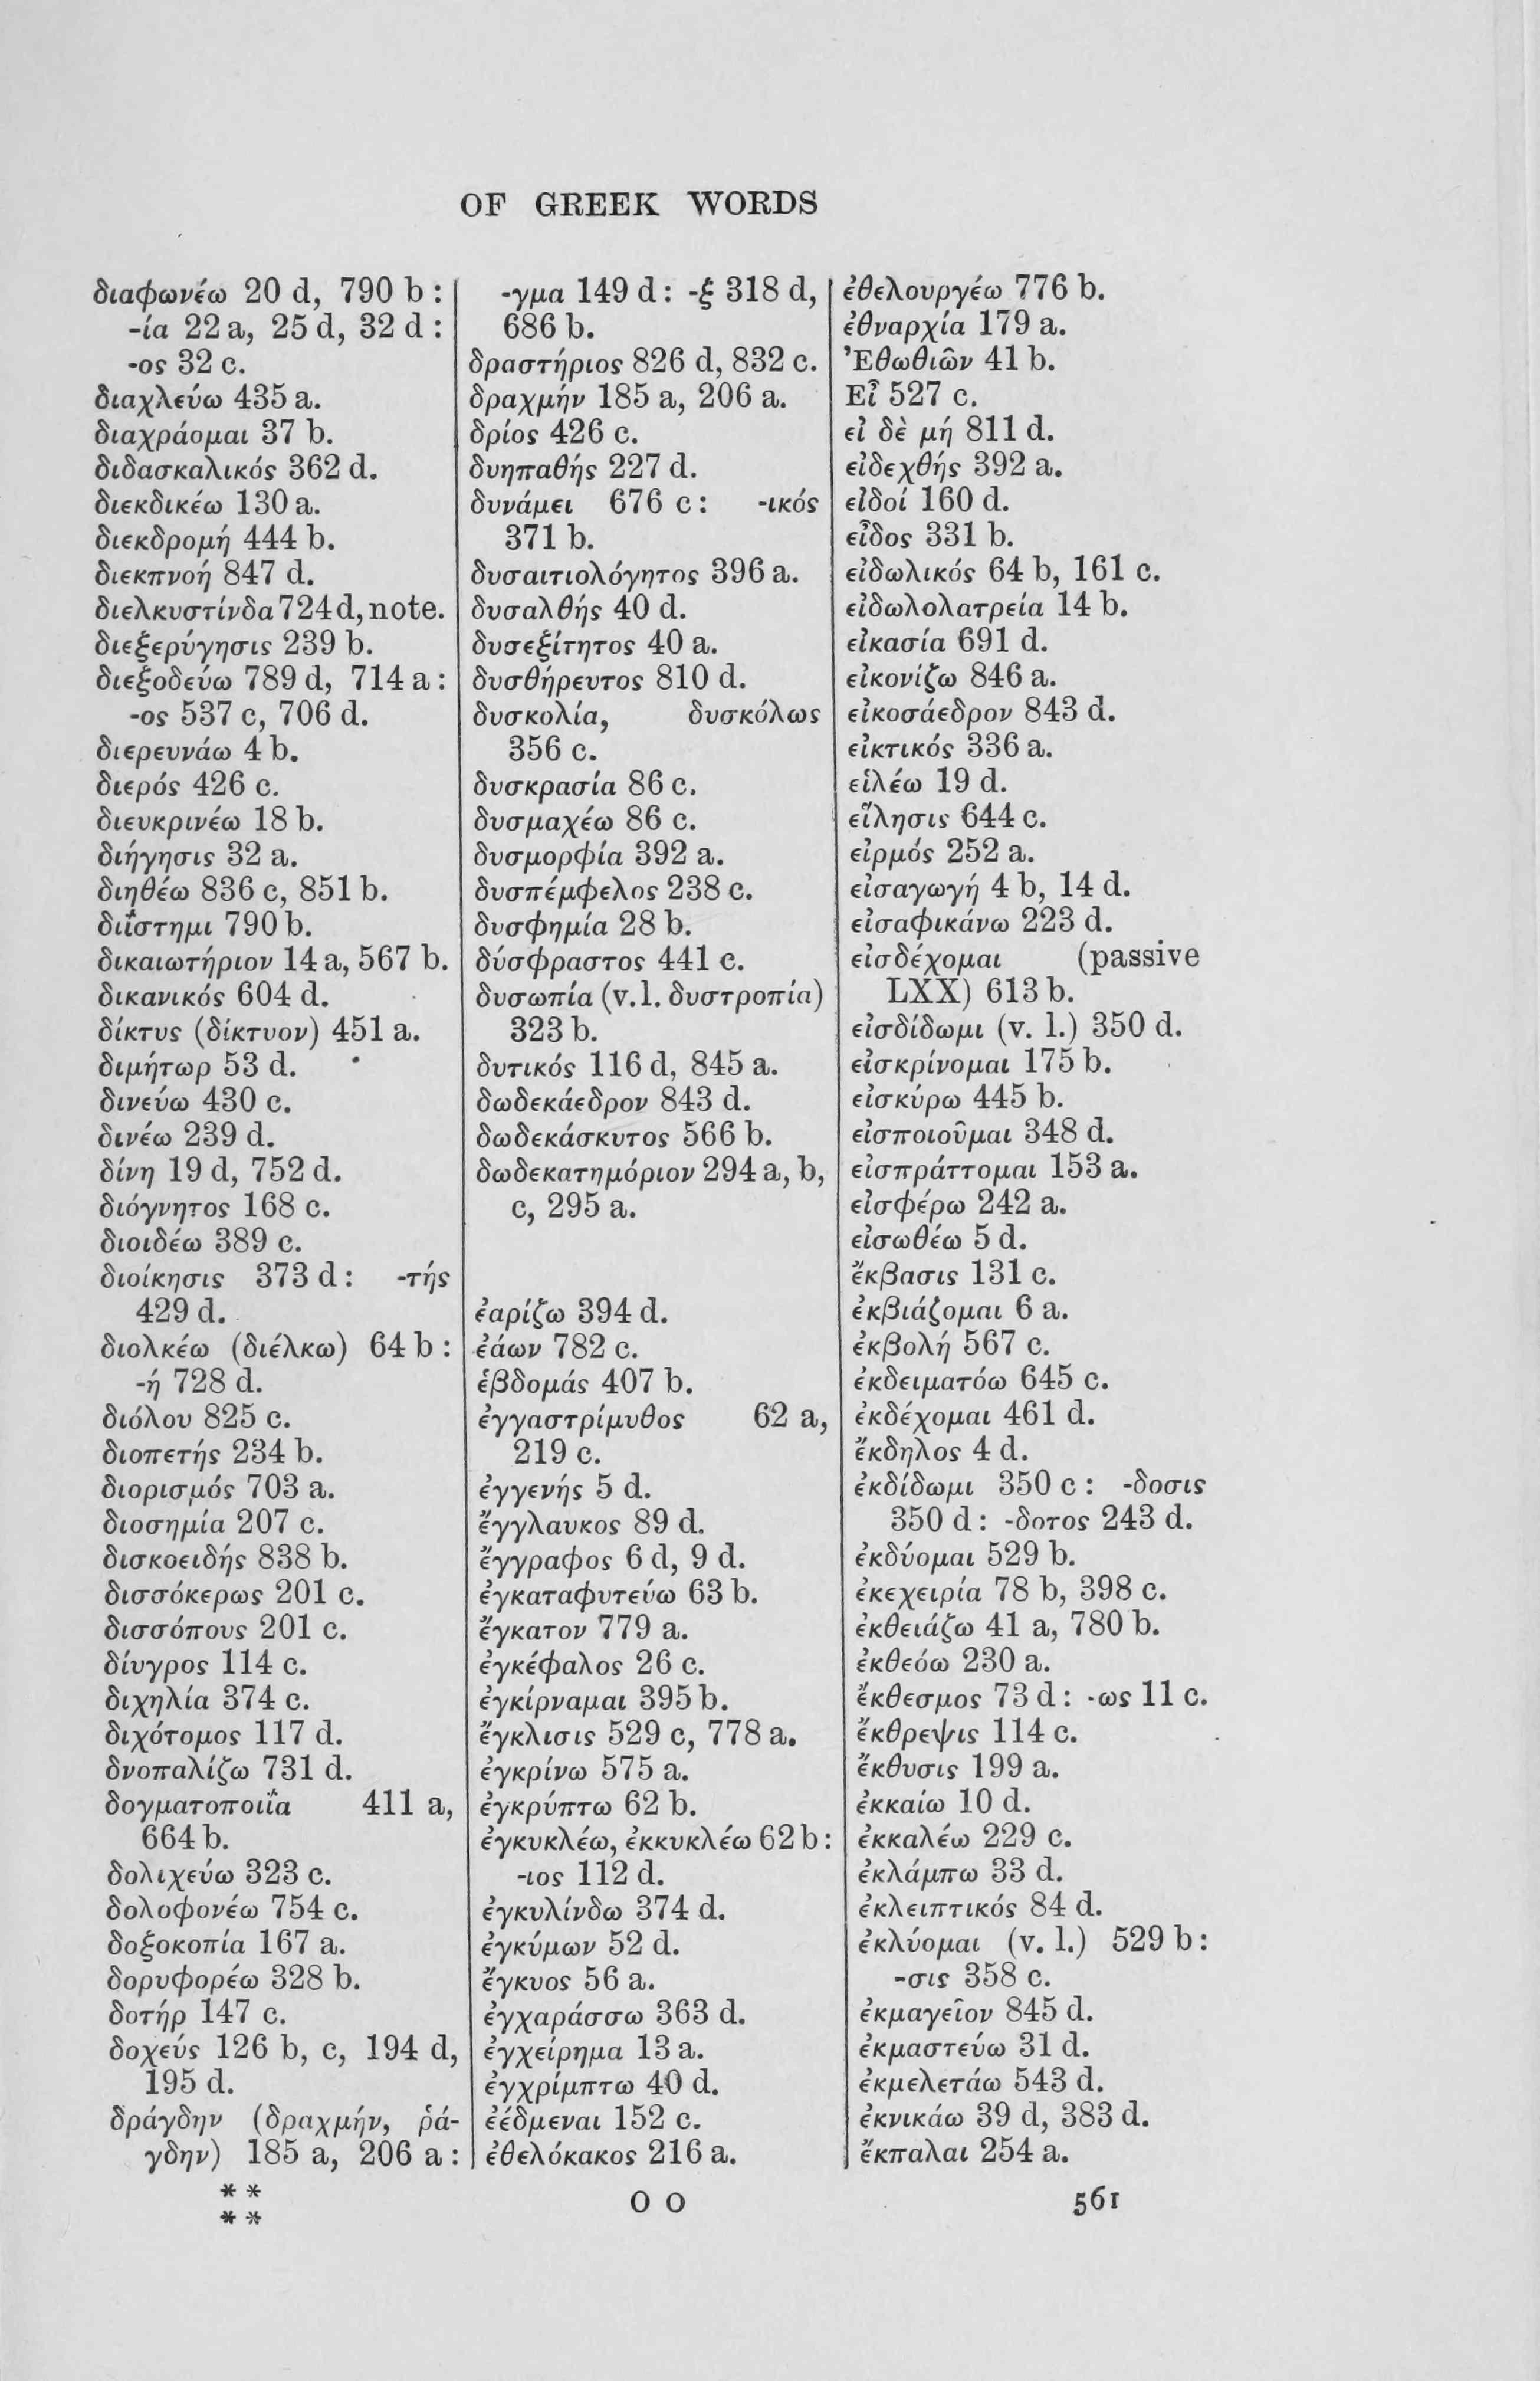 OF GREEK WORDS
διαφωνέω 20 d, 790 b :
-ία 22 a, 25 d, 32 d :
-ος 32 c.
διαχλεύω 435 a.
διαχράομαι 37 b.
διδασκαλικός 362 d.
διεκδικέω 130 a.
διεκδρομή 444 b.
διεκπνοή 847 d.
διελκυστίνδα 724 d, note.
διεξερύγησις 239 b.
διεξοδεύω 789 d, 714 a :
-ος 537 c, 706 d.
διερευνάω 4 b.
διερός 426 c.
διευκρινέω 18 b.
διήγησις 32 a.
διηθέω 836 c, 851 b.
διΐστημι 790 b.
δικαιωτήριον 14 a, 567 b.
δικανικός 604 d.
δίκτυς (δίκτυον) 451 a.
διμήτωρ 53 d.
δινεύω 430 c.
δινέω 239 d.
δίνη 19 d, 752 d.
διόγνητος 168 c.
διοιδέω 389 c.
διοίκησις 373 d : -τής
429 d.
διολκέω (διέλκω) 64 b :
-ή 728 d.
διόλου 825 c.
διοπετής 234 b.
διορισμός 703 a.
διοσημία 207 c.
δισκοειδής 838 b.
δισσόκερως 201 c.
δισσόπους 201 c.
δίυγρος 114 c.
διχηλία 374 c.
διχότομος 117 d.
δνοπαλίζω 731 d.
δογματοποιΐα 411 a,
664 b.
δολιχεύω 323 c.
δολοφονέω 754 c.
δοξοκοπία 167 a.
δορυφορέω 328 b.
δοτήρ 147 c.
δοχεύς 126 b, c, 194 d,
195 d.
δράγδην (δραχμήν, ῥά-
γδην) 185 a, 206 a :
-γμα 149 d : -ξ 318 d,
686 b.
δραστήριος 826 d, 832 c.
δραχμήν 185 a, 206 a.
δρίος 426 c.
δυηπαθής 227 d.
δυνάμει 676 c : -ικός
371 b.
δυσαιτιολόγητος 396 a.
δυσαλθής 40 d.
δυσεξίτητος 40 a.
δυσθήρευτος 810 d.
δυσκολία, δυσκόλως
356 c.
δυσκρασία 86 c.
δυσμαχέω 86 c.
δυσμορφία 392 a.
δυσπέμφελος 238 c.
δυσφημία 28 b.
δύσφραστος 441 c.
δυσωπία (v.l. δυστροπία)
323 b.
δυτικός 116 d, 845 a.
δωδεκάεδρον 843 d.
δωδεκάσκυτος 566 b.
δωδεκατημόριον 294 a, b,
c, 295 a.
ἐαρίζω 394 d.
ἐάων 782 c.
ἑβδομάς 407 b.
ἐγγαστρίμυθος 62 a,
219 c.
ἐγγενής 5 d.
ἔγγλαυκος 89 d.
ἔγγραφος 6 d, 9 d.
ἐγκαταφυτεύω 63 b.
ἔγκατον 779 a.
ἐγκέφαλος 26 c.
ἐγκίρναμαι 395 b.
ἔγκλισις 529 c, 778 a.
ἐγκρίνω 575 a.
ἐγκρύπτω 62 b.
ἐγκυκλέω, ἐκκυκλέω 62 b :
-ιος 112 d.
ἐγκυλίνδω 374 d.
ἐγκύμων 52 d.
ἔγκυος 56 a.
ἐγχαράσσω 363 d.
ἐγχείρημα 13 a.
ἐγχρίμπτω 40 d.
ἐέδμεναι 152 c.
ἐθελόκακος 216 a.
ἐθελουργέω 776 b.
ἐθναρχία 179 a.
Ἐθωθιῶν 41 b.
Εἶ 527 c.
εἰ δὲ μή 811 d.
εἰδεχθής 392 a.
εἰδοί 160 d.
εἶδος 331 b.
εἰδωλικός 64 b, 161 c.
εἰδωλολατρεία 14 b.
εἰκασία 691 d.
εἰκονίζω 846 a.
εἰκοσάεδρον 843 d.
εἰκτικός 336 a.
εἰλέω 19 d.
εἴλησις 644 c.
εἰρμός 252 a.
εἰσαγωγή 4 b, 14 d.
εἰσαφικάνω 223 d.
εἰσδέχομαι (passive
LXX) 613 b.
εἰσδίδωμι (v. l.) 350 d.
εἰσκρίνομαι 175 b.
εἰσκύρω 445 b.
εἰσποιοῦμαι 348 d.
εἰσπράττομαι 153 a.
εἰσφέρω 242 a.
εἰσωθέω 5 d.
ἔκβασις 131 c.
ἐκβιάζομαι 6 a.
ἐκβολή 567 c.
ἐκδειματόω 645 c.
ἐκδέχομαι 461 d.
ἔκδηλος 4 d.
ἐκδίδωμι 350 c : -δοσις
350 d : -δοτος 243 d.
ἐκδύομαι 529 b.
ἐκεχειρία 78 b, 398 c.
ἐκθειάζω 41 a, 780 b.
ἐκθεόω 230 a.
ἔκθεσμος 73 d : -ως 11 c.
ἔκθρεψις 114 c.
ἔκθυσις 199 a.
ἐκκαίω 10 d.
ἐκκαλέω 229 c.
ἐκλάμπω 33 d.
ἐκλειπτικός 84 d.
ἐκλύομαι (v. l.) 529 b :
-σις 358 c.
ἐκμαγεῖον 845 d.
ἐκμαστεύω 31 d.
ἐκμελετάω 543 d.
ἐκνικάω 39 d, 383 d.
ἔκπαλαι 254 a.
* *
* *
O O
561